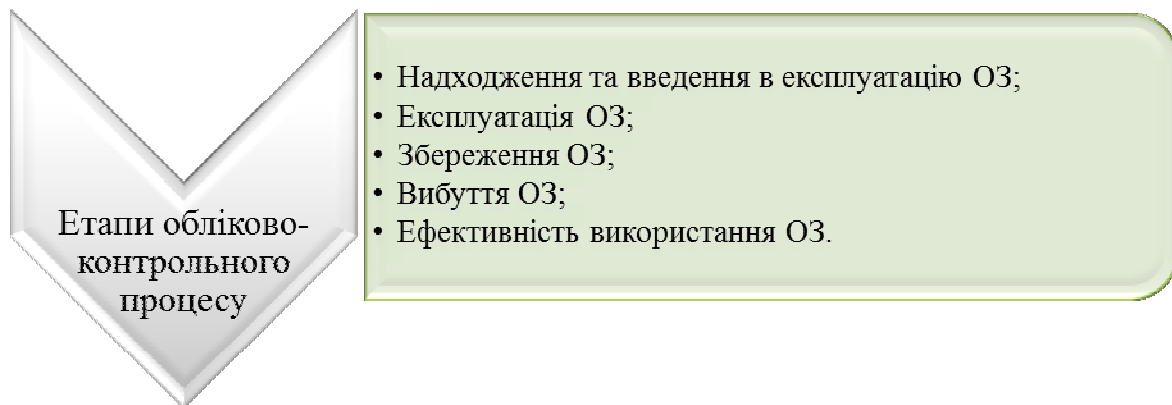 Етапи обліково-
контрольного
процесу
• Надходження та введення в експлуатацію ОЗ;
• Експлуатація ОЗ;
• Збереження ОЗ;
• Вибуття ОЗ;
• Ефективність використання ОЗ.